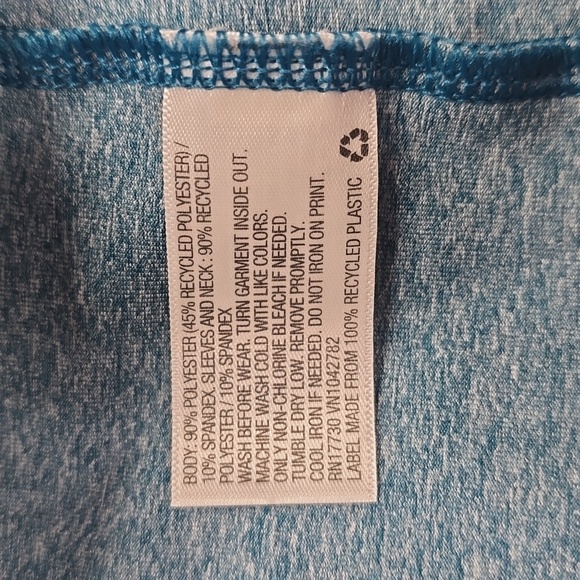 BODY: 90% POLYESTER (45% RECYCLED POLYESTER) /
10% SPANDEX. SLEEVES AND NECK : 90% RECYCLED
POLYESTER / 10% SPANDEX
WASH BEFORE WEAR. TURN GARMENT INSIDE OUT.
MACHINE WASH COLD WITH LIKE COLORS.
ONLY NON-CHLORINE BLEACH IF NEEDED.
TUMBLE DRY LOW. REMOVE PROMPTLY.
COOL IRON IF NEEDED DO NOT IRON ON PRINT.
RN17730 VN1042782
LABEL MADE FROM 100% RECYCLED PLASTIC